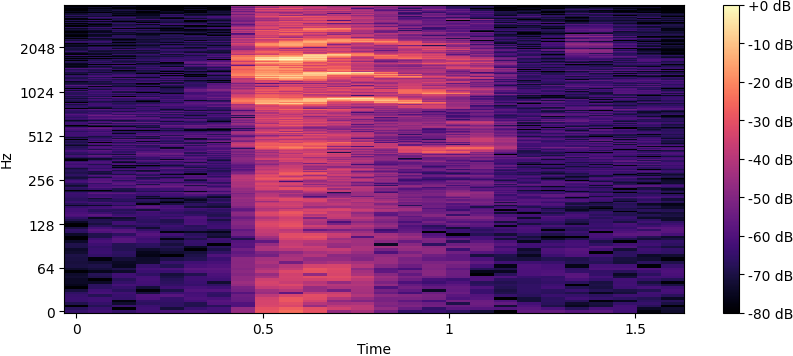 +0 dB
2048
-10 dB
1024
-20 dB
512
-30 dB
Hz
256
-40 dB
128
-50 dB
64
-60 dB
0
-70 dB
-80 dB
0
0.5
1
1.5
Time